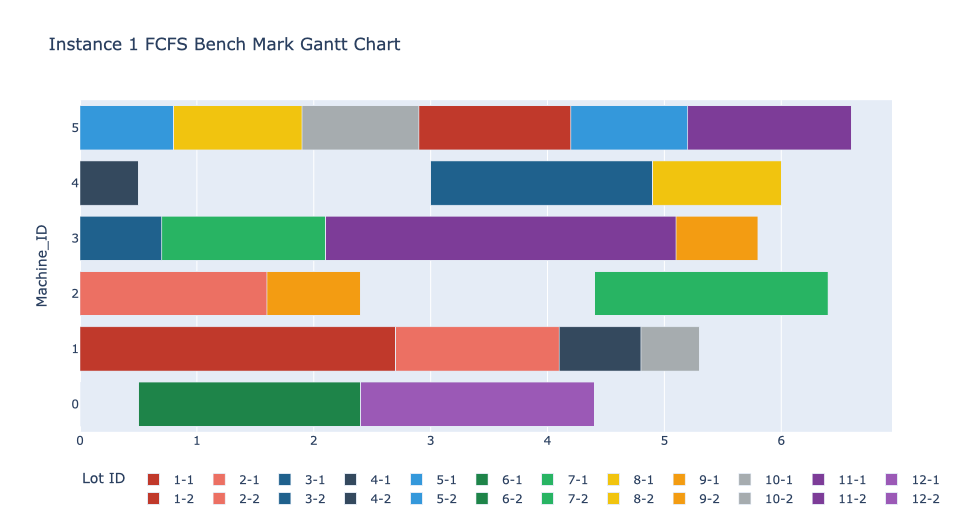 Instance 1 FCFS Bench Mark Gantt Chart
Machine_ID
5
4
3
2
1
0
0 1 2 3 4 5 6
Lot ID 1-1 2-1 3-1 4-1 5-1 6-1 7-1 8-1 9-1 10-1 11-1 12-1
1-2 2-2 3-2 4-2 5-2 6-2 7-2 8-2 9-2 10-2 11-2 12-2